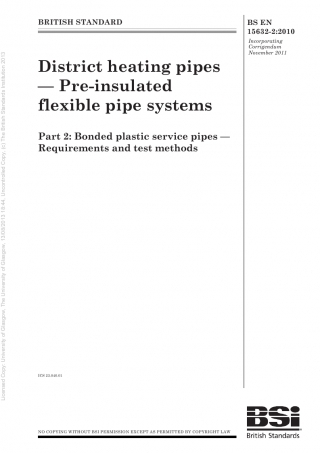 BRITISH STANDARD
BS EN
15632-2:2010
Incorporating
Corrigendum
November 2011
District heating pipes
— Pre-insulated
flexible pipe systems
Part 2: Bonded plastic service pipes —
Requirements and test methods
NO COPYING WITHOUT BSI PERMISSION EXCEPT AS PERMITTED BY COPYRIGHT LAW
BSi
British Standards